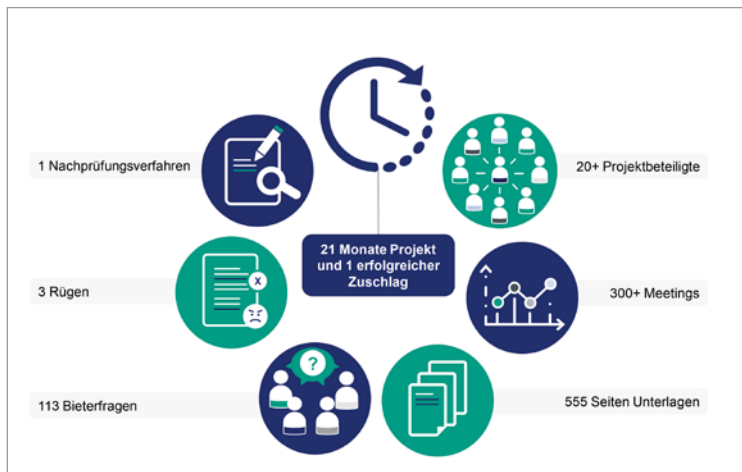 1 Nachprüfungsverfahren
20+ Projektbeteiligte
21 Monate Projekt
und 1 erfolgreicher
Zuschlag
3 Rügen
x
300+ Meetings
?
113 Bieterfragen
555 Seiten Unterlagen